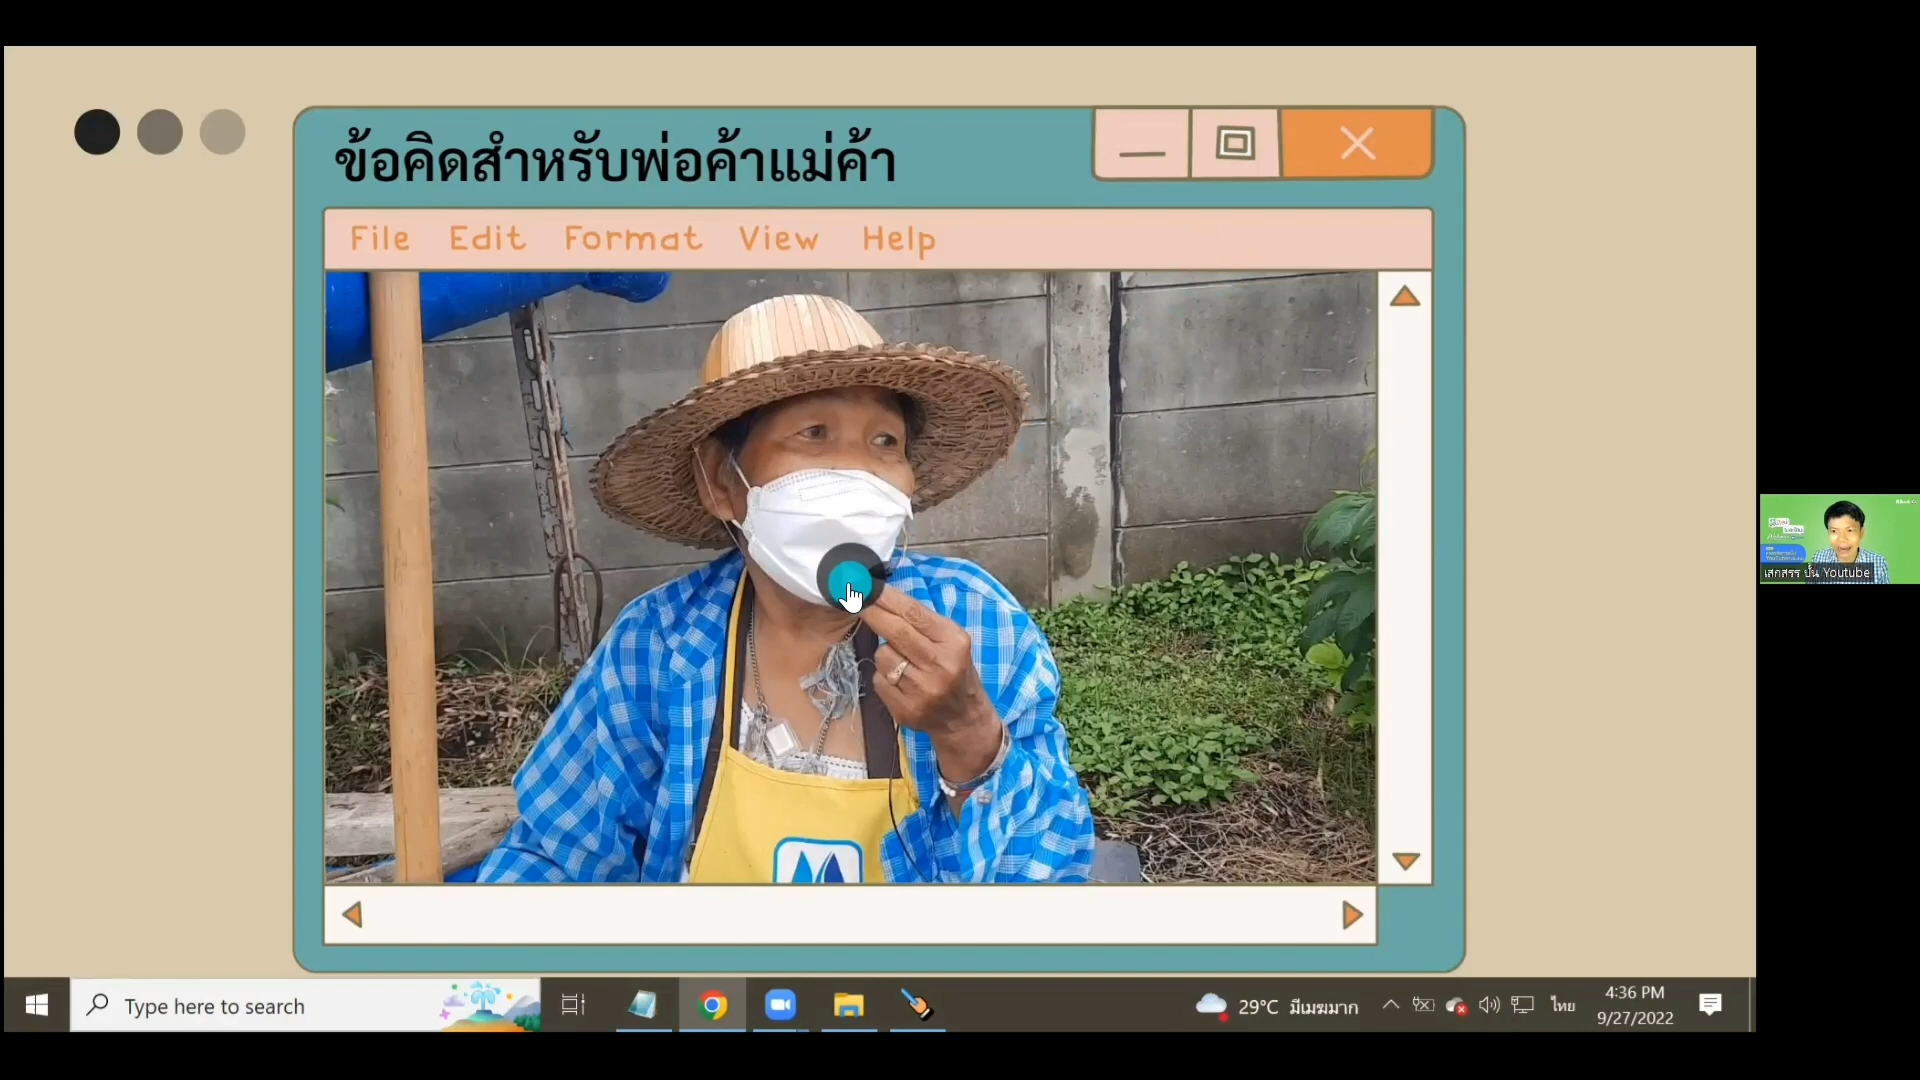 ข้อคิดสำหรับพ่อค้าแม่ค้า
File Edit Format View Help
เสกสรร ปั้น Youtube
Type here to search
29°C มีเมฆมาก
ไทย
4:36 PM
9/27/2022